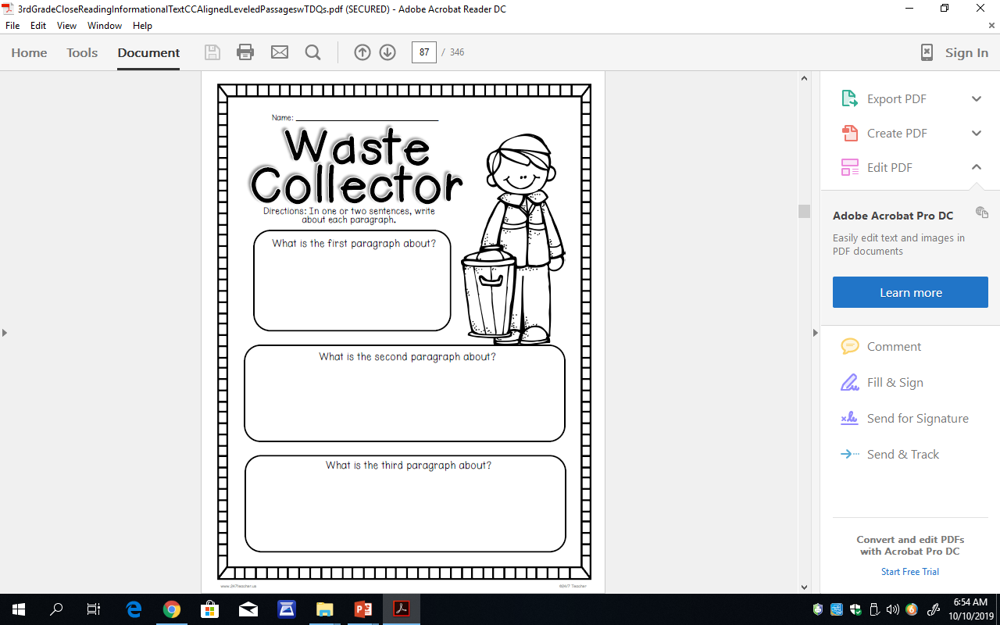 3rdGradeCloseReadingInformationalTextCCAlignedLeveledPassageswTDQs.pdf (SECURED) - Adobe Acrobat Reader DC
File Edit View Window Help
Home Tools Document 87 / 346 Sign In
Name:
Waste
Collector
Directions: In one or two sentences, write
about each paragraph.
What is the first paragraph about?
What is the second paragraph about?
What is the third paragraph about?
www.247teacher.us ©24/7 Teacher
Export PDF
Create PDF
Edit PDF
Adobe Acrobat Pro DC
Easily edit text and images in
PDF documents
Learn more
Comment
Fill & Sign
Send for Signature
Send & Track
Convert and edit PDFs
with Acrobat Pro DC
Start Free Trial
6:54 AM
10/10/2019